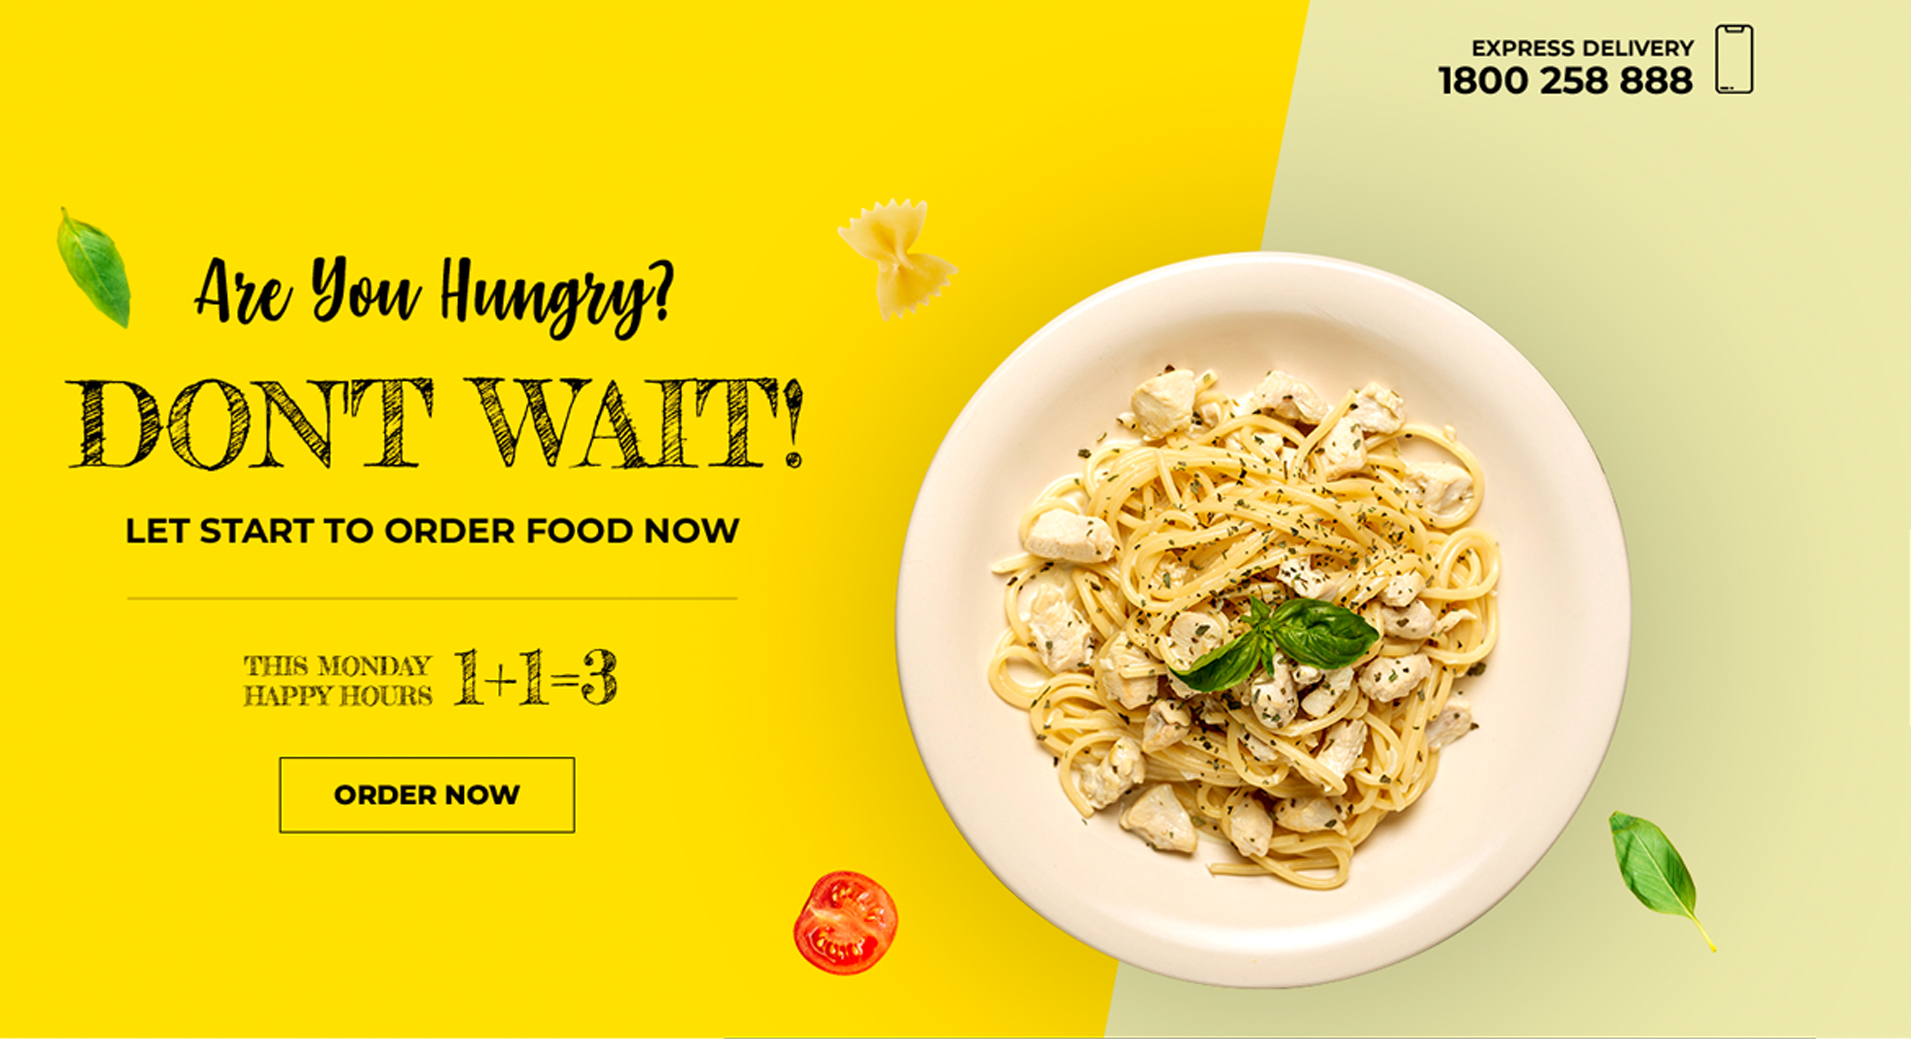 EXPRESS DELIVERY
1800 258 888
Are You Hungry?
DON'T WAIT!
LET START TO ORDER FOOD NOW
THIS MONDAY
HAPPY HOURS
1+1=3
ORDER NOW